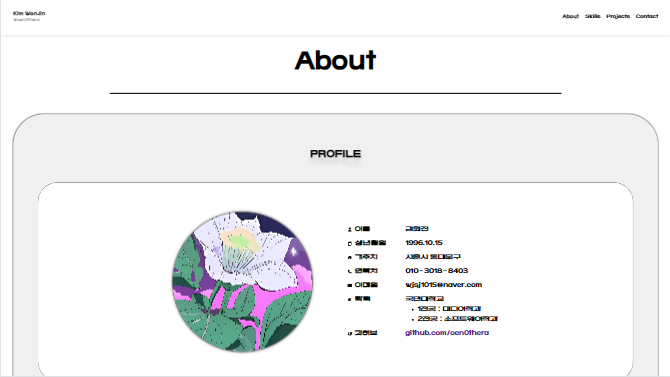 Kim WonJin
@oen0thera
About Skills Projects Contact
About
PROFILE
이름
생년월일 1996.10.15
거주지 서울시 동대문구
연락처 010-3018-8403
이메일 wjsj1015@naver.com
학력 국민대학교
1전공 : 미디어학과
2전공 : 소프트웨어학과
깃허브 github.com/oen0thera